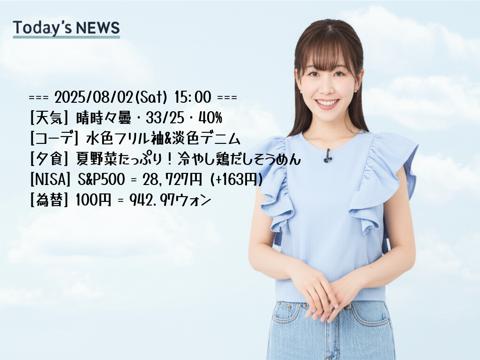 Today's NEWS
=== 2025/08/02(Sat) 15:00 ===
[天気] 晴時々曇・33/25・40%
[コーデ] 水色フリル袖&淡色デニム
[夕食] 夏野菜たっぷり！冷やし鶏だしそうめん
[NISA] S&P500 = 28,727円 (+163円)
[為替] 100円 = 942.97ウォン